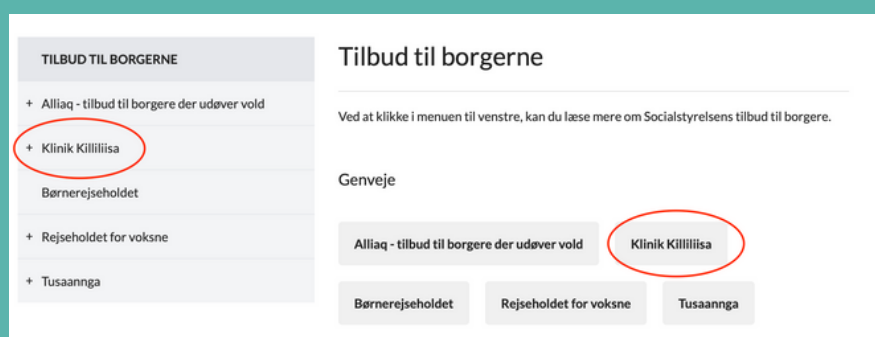 TILBUD TIL BORGERNE
+ Alliaq - tilbud til borgere der udøver vold
+ Klinik Killiliisa
Børnerejseholdet
+ Rejseholdet for voksne
+ Tusaannga
Tilbud til borgerne
Ved at klikke i menuen til venstre, kan du læse mere om Socialstyrelsens tilbud til borgere.
Genveje
Alliaq - tilbud til borgere der udøver vold
Klinik Killiliisa
Børnerejseholdet
Rejseholdet for voksne
Tusaannga